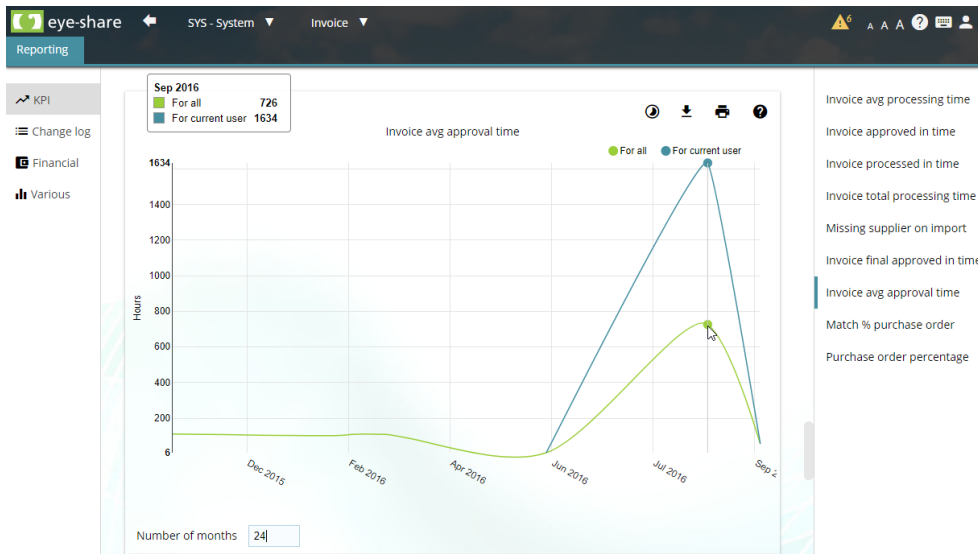 eye-share
SYS - System ▼
Invoice ▼
6
A A A ?
Reporting
KPI
Change log
Financial
Various
Sep 2016
For all 726
For current user 1634
Invoice avg approval time
For all
For current user
1634
1400
1200
1000
800
600
400
200
6
Hours
Dec 2015
Feb 2016
Apr 2016
Jun 2016
Jul 2016
Sep 2
Number of months 24
Invoice avg processing time
Invoice approved in time
Invoice processed in time
Invoice total processing time
Missing supplier on import
Invoice final approved in time
Invoice avg approval time
Match % purchase order
Purchase order percentage